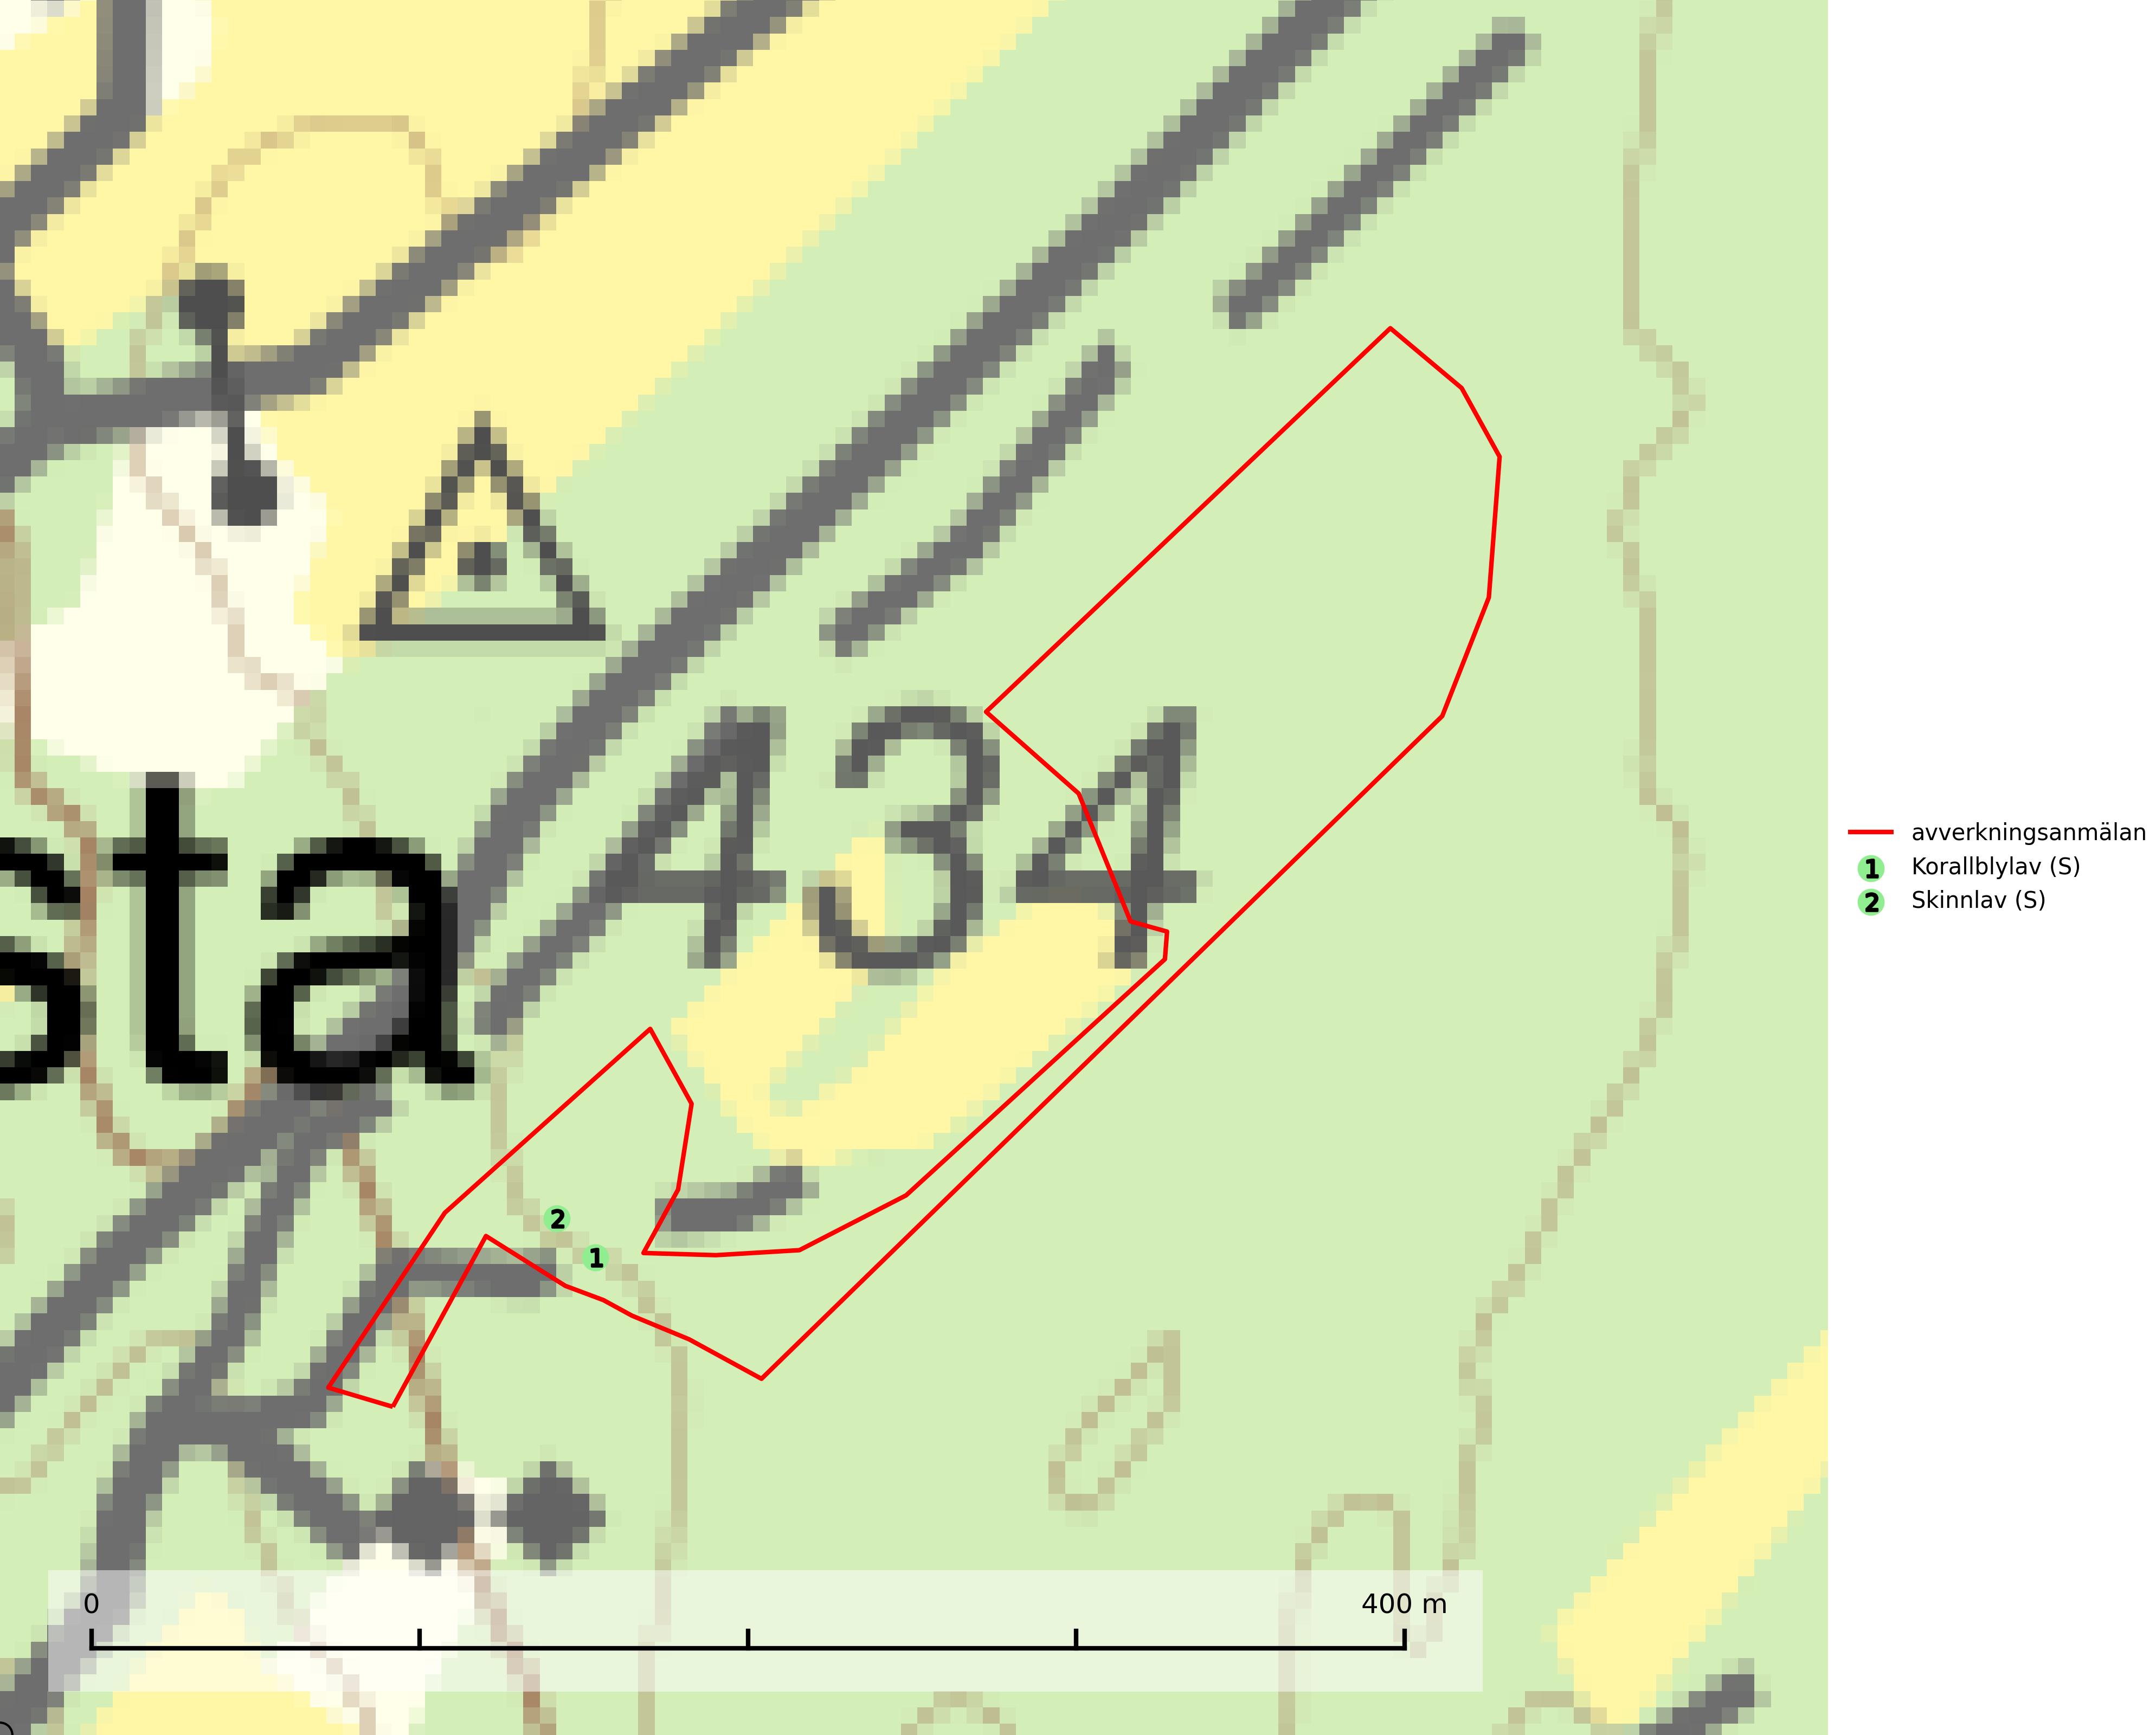 434
sta
2
1
0 400 m
avverkningsanmälan
1 Korallblylav (S)
2 Skinnlav (S)